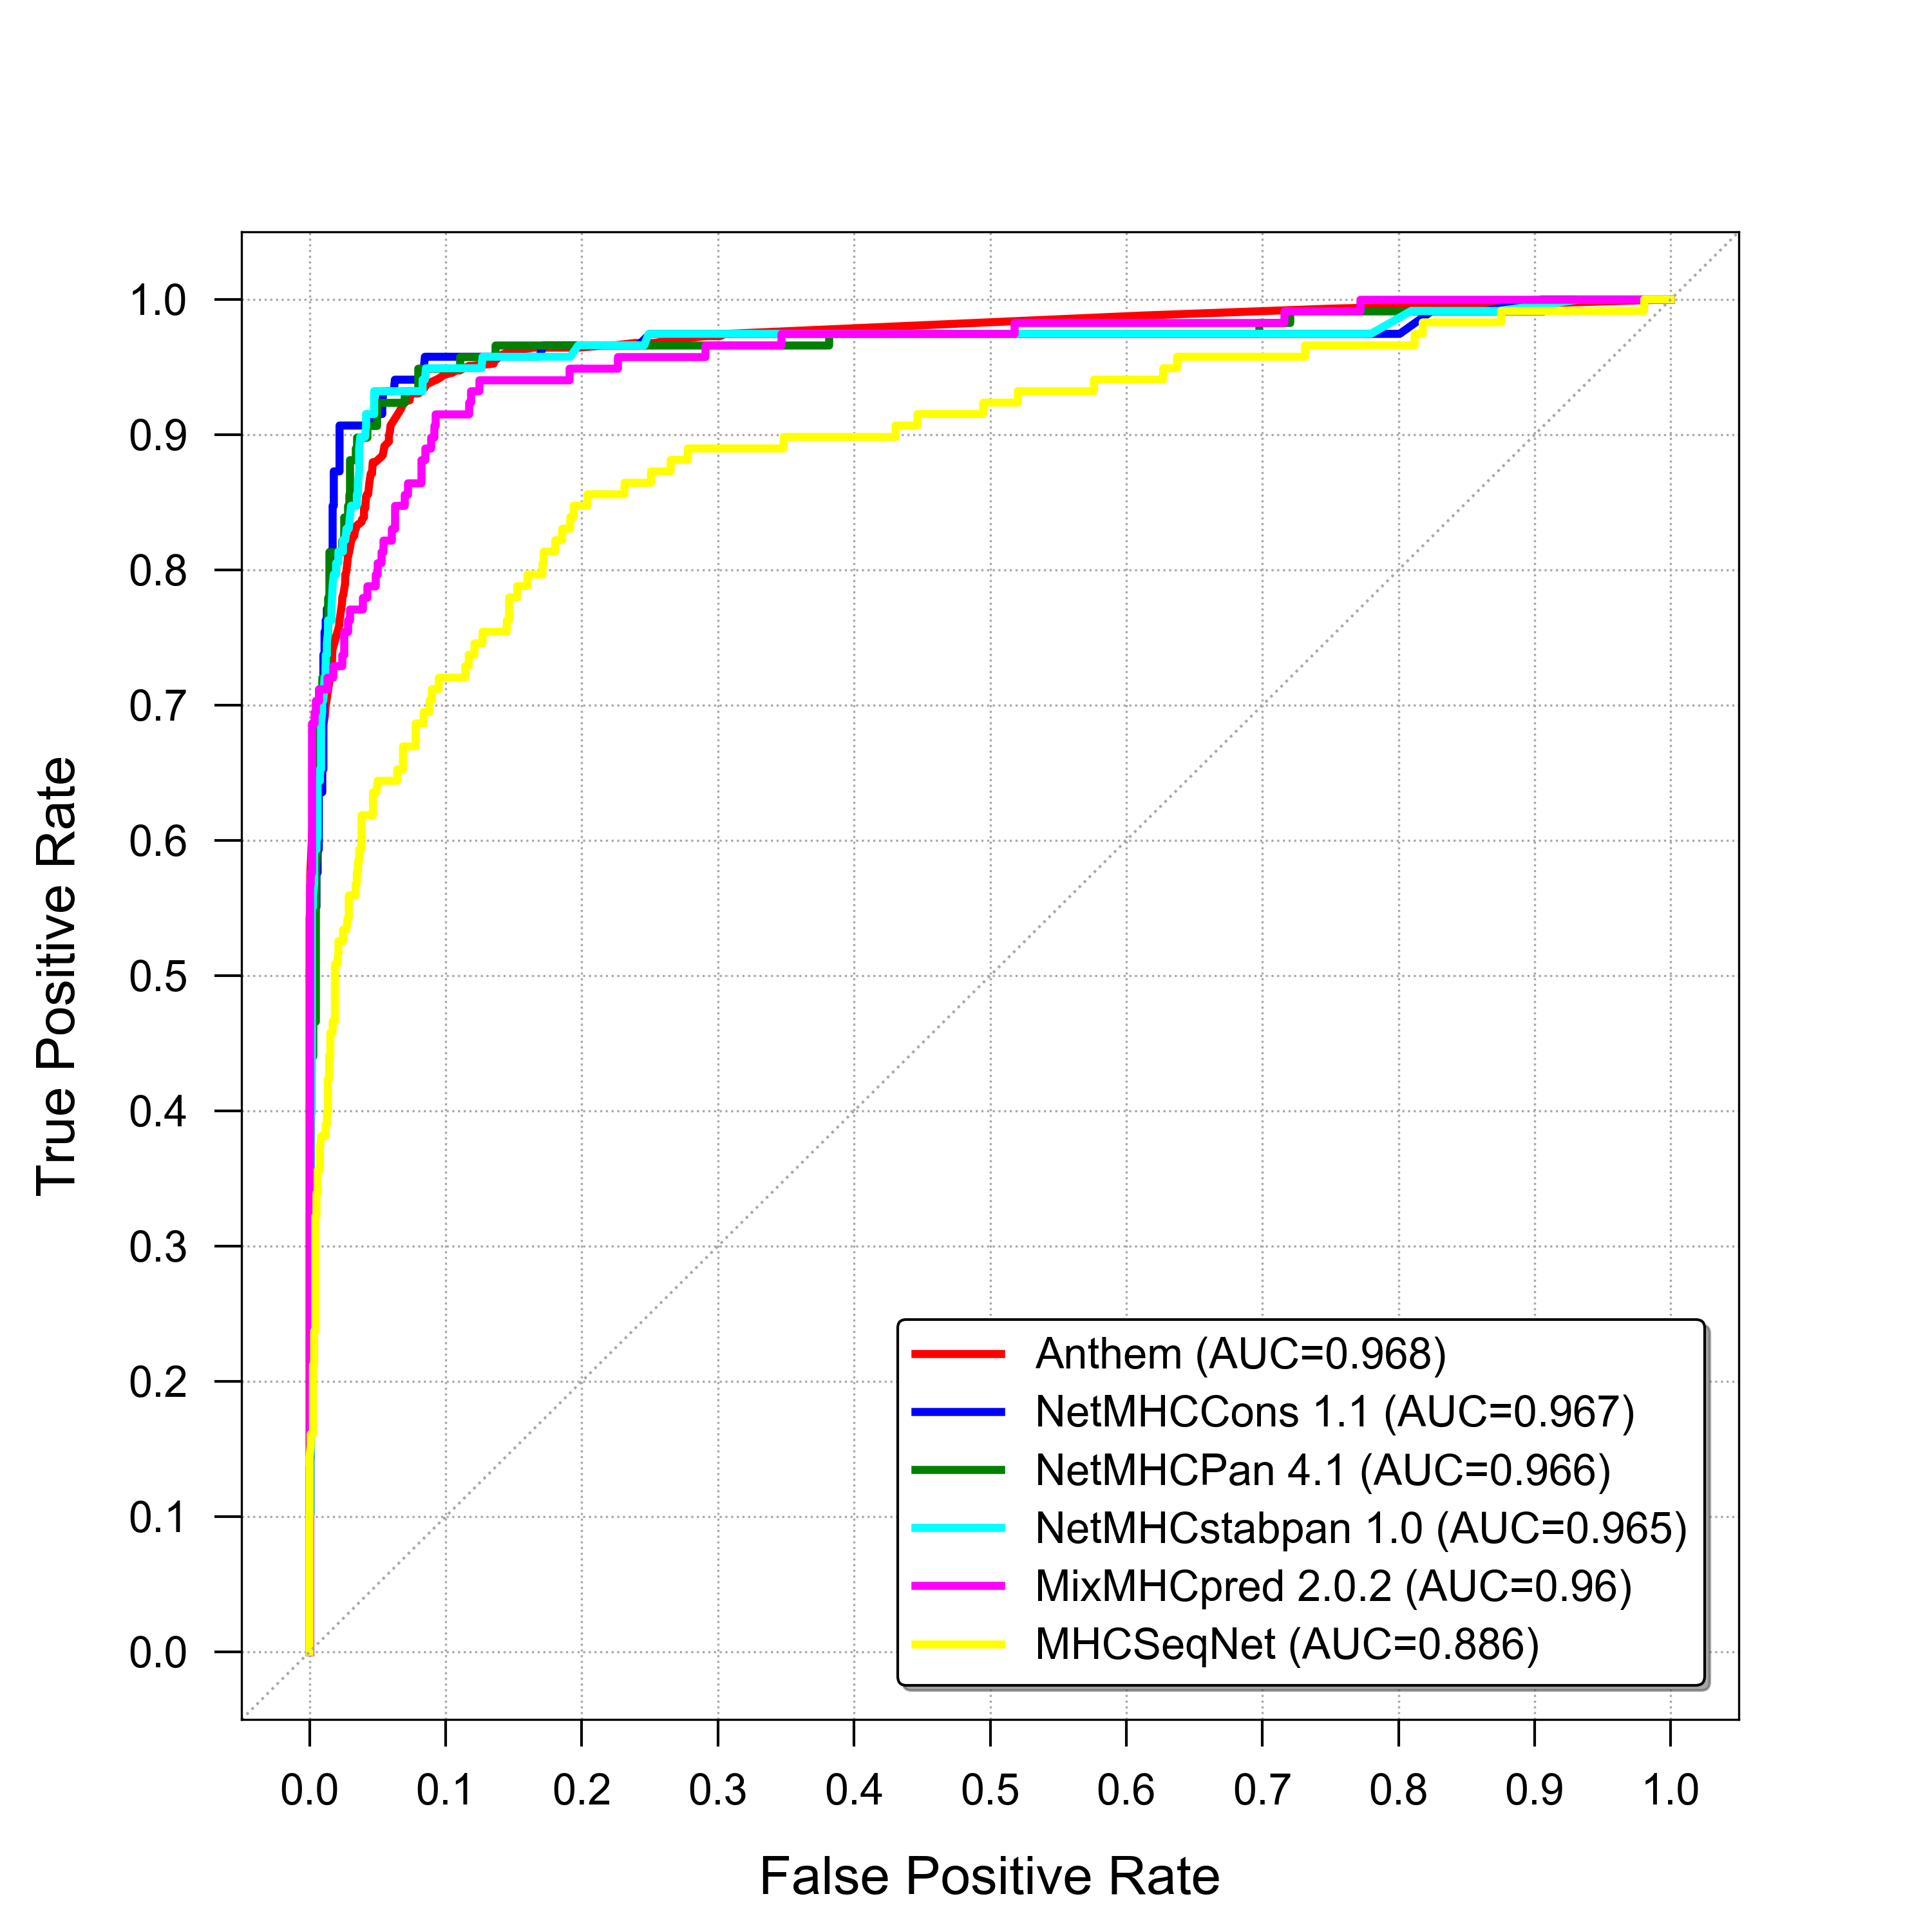 1.0
0.9
0.8
0.7
0.6
0.5
0.4
0.3
0.2
0.1
0.0
True Positive Rate
Anthem (AUC=0.968)
NetMHCCons 1.1 (AUC=0.967)
NetMHCPan 4.1 (AUC=0.966)
NetMHCstabpan 1.0 (AUC=0.965)
MixMHCpred 2.0.2 (AUC=0.96)
MHCSeqNet (AUC=0.886)
0.0 0.1 0.2 0.3 0.4 0.5 0.6 0.7 0.8 0.9 1.0
False Positive Rate